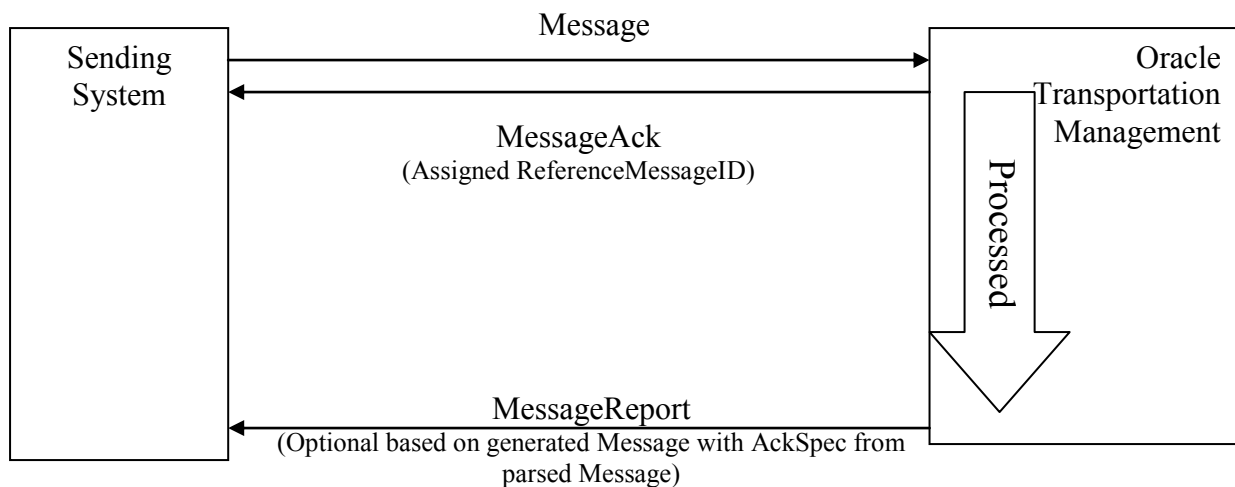 Message
Sending
System
Oracle
Transportation
Management
MessageAck
(Assigned ReferenceMessageID)
Processed
MessageReport
(Optional based on generated Message with AckSpec from
parsed Message)